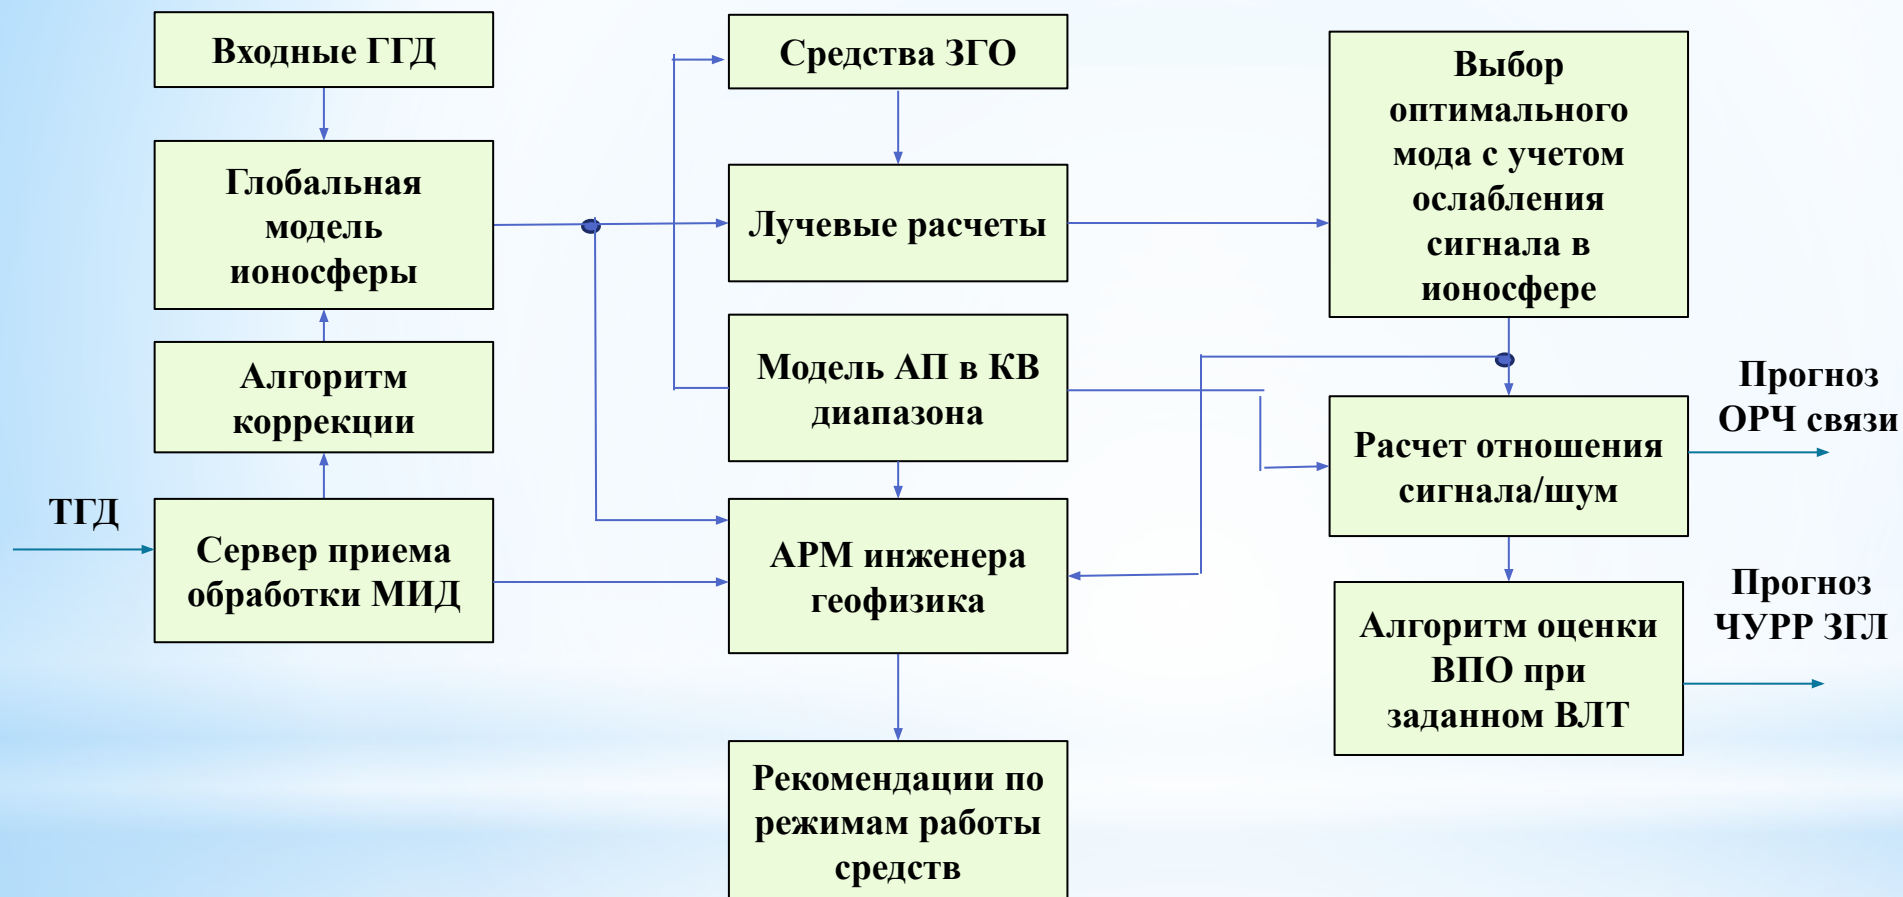 Входные ГГД
Глобальная
модель
ионосферы
Алгоритм
коррекции
ТГД
Сервер приема
обработки МИД
Средства ЗГО
Лучевые расчеты
Модель АП в КВ
диапазона
АРМ инженера
геофизика
Рекомендации по
режимам работы
средств
Выбор
оптимального
мода с учетом
ослабления
сигнала в
ионосфере
Расчет отношения
сигнала/шум
Алгоритм оценки
ВПО при
заданном ВЛТ
Прогноз
ОРЧ связи
Прогноз
ЧУРР ЗГЛ